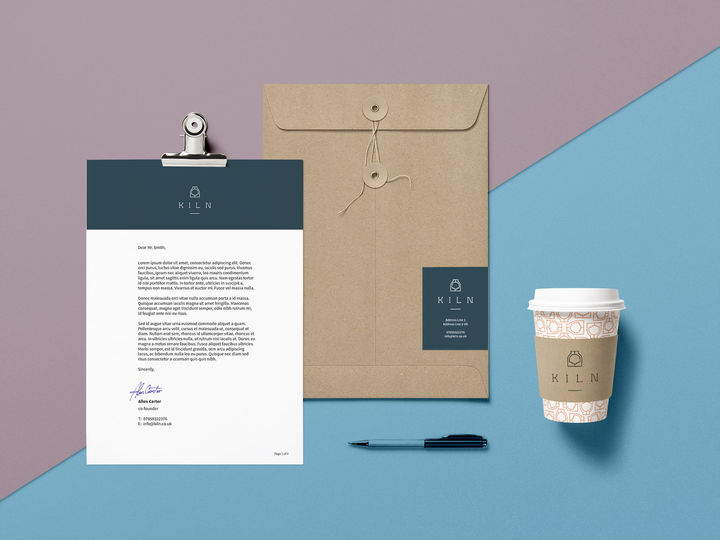 KILN
Dear Mr. Smith,
Lorem ipsum dolor sit amet, consectetur adipiscing elit. Donec
orci purus, luctus vitae dignissim eu, iaculis sed purus. Vivamus
faucibus, ipsum nec aliquet viverra, leo mauris condimentum
ligula, sit amet sagittis enim ligula quis arcu. Nam egestas tortor
id nisl porttitor mattis. In tortor ante, ultricies in suscipit a,
tempus non massa. Vivamus et auctor mi. Fusce vel massa nulla.
Donec malesuada orci vitae nulla accumsan porta a id massa.
Quisque accumsan iaculis magna sit amet fringilla. Maecenas
consequat, magna eget tincidunt semper, odio nibh rutrum mi,
id feugiat ante nisi eu risus.
Sed id augue vitae urna euismod commodo aliquet a quam.
Pellentesque arcu velit, cursus et malesuada ut, consequat et
diam. Nullam erat sem, rhoncus id ullamcorper vitae, rhoncus et
arcu. In ultricies ultricies nulla, ut rutrum nisi iaculis at. Donec eu
magna a metus ornare faucibus. Fusce aliquet faucibus ultricies.
Morbi semper, est id tincidunt gravida, sem arcu adipiscing
lacus, ac bibendum nulla leo eu purus. Quisque nec diam sed
risus consectetur a ccumsan quis quis nibh.
Sincerely,
Allen Carter
Allen Carter
co-founder
T: 07659322376
E: info@kiln.co.uk
Page 1 of 4
KILN
Address Line 1
Address Line 2 UK
info@kiln.co.uk
KILN